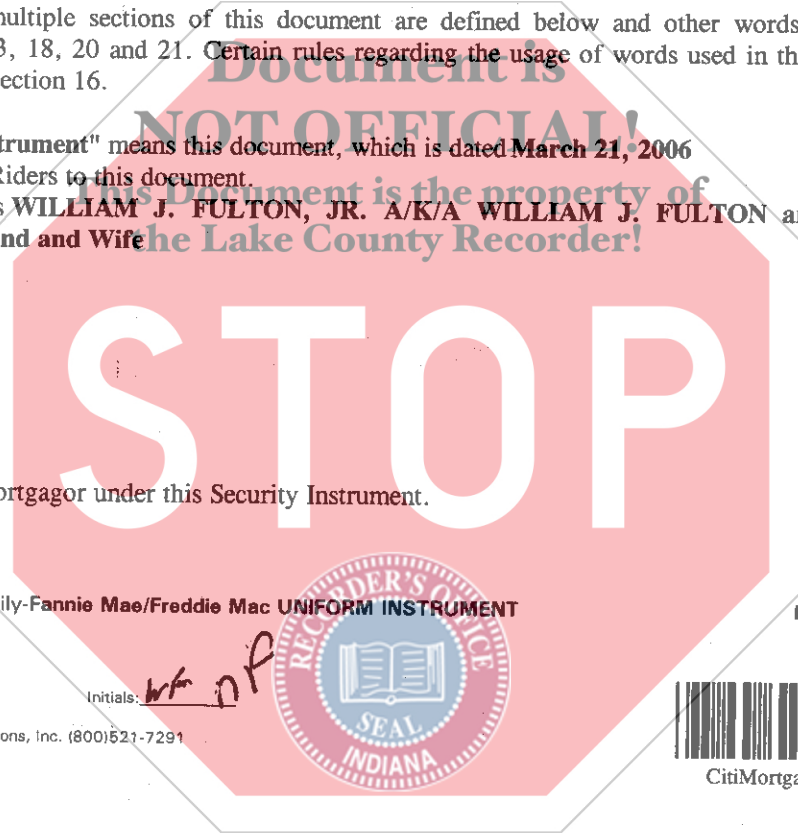 multiple sections of this document are defined below and other words
3, 18, 20 and 21. Certain rules regarding the usage of words used in th
ection 16.
Document is
NOT OFFICIAL!
This Document is the property of
the Lake County Recorder!
trument" means this document, which is dated March 21, 2006
Riders to this document.
s WILLIAM J. FULTON, JR. A/K/A WILLIAM J. FULTON a
nd and Wife
STOP
ortgagor under this Security Instrument.
ily-Fannie Mae/Freddie Mac UNIFORM INSTRUMENT
RECORDER'S OFFICE
SEAL
INDIANA
Initials:
nf
ons, Inc. (800)521-7291
CitiMortga